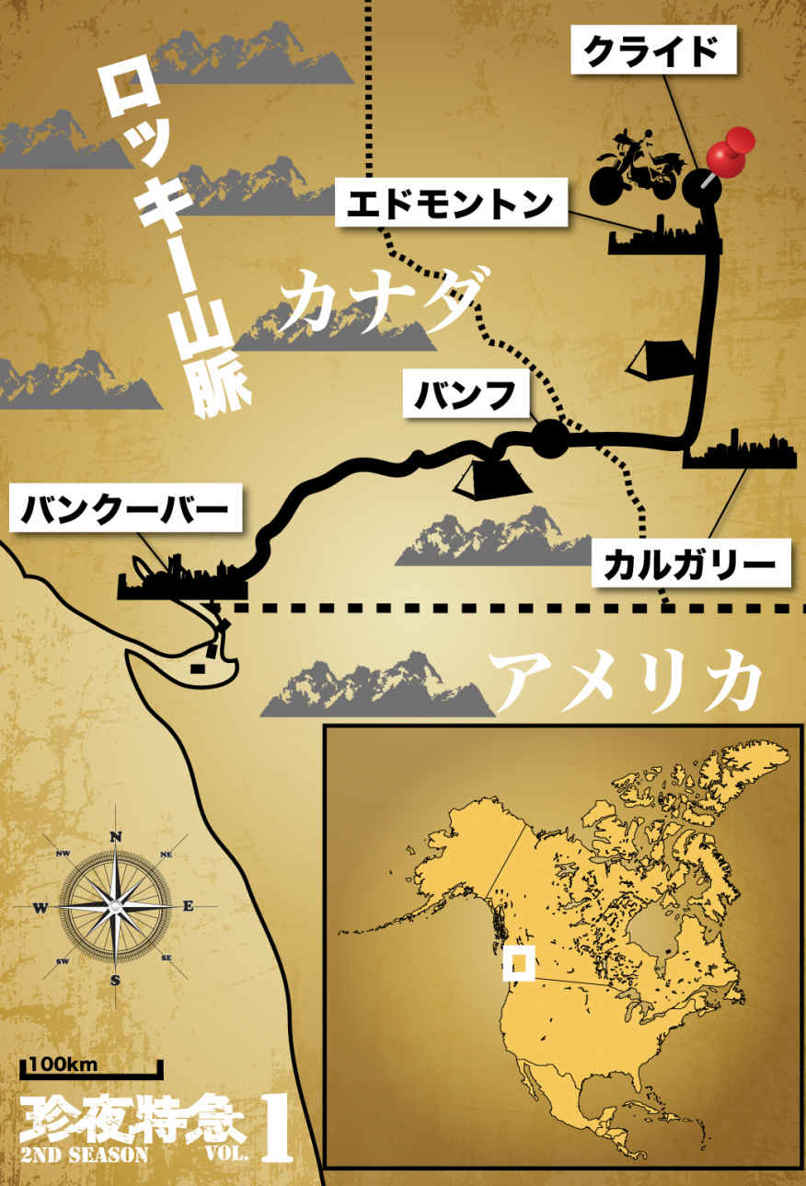 クライド
ロッキー山脈
エドモントン
カナダ
バンフ
バンクーバー
カルガリー
アメリカ
N
NW
NE
W
E
SW
SE
S
100km
珍夜特急
2ND SEASON VOL. 1